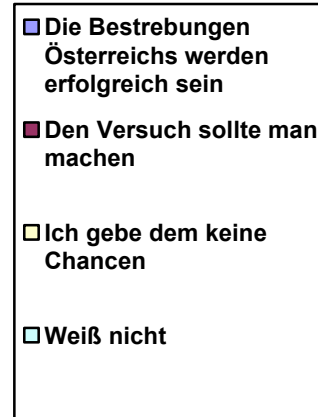 Die Bestrebungen
Österreichs werden
erfolgreich sein
Den Versuch sollte man
machen
Ich gebe dem keine
Chancen
Weiß nicht